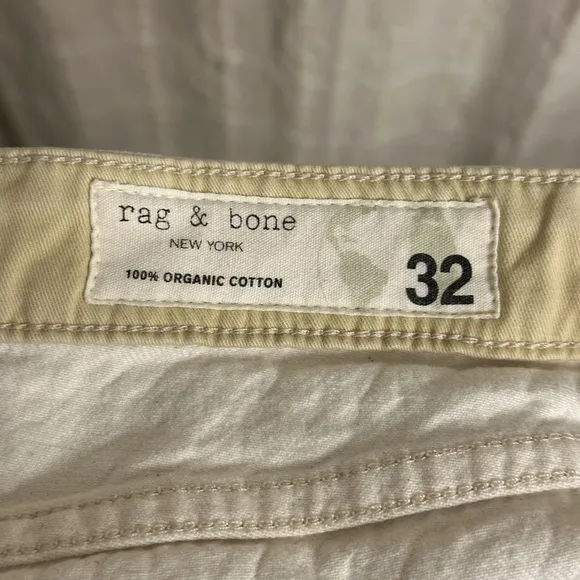 rag & bone
NEW YORK
100% ORGANIC COTTON
32